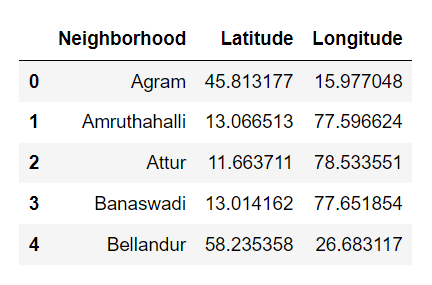 Neighborhood Latitude Longitude
0 Agram 45.813177 15.977048
1 Amruthahalli 13.066513 77.596624
2 Attur 11.663711 78.533551
3 Banaswadi 13.014162 77.651854
4 Bellandur 58.235358 26.683117